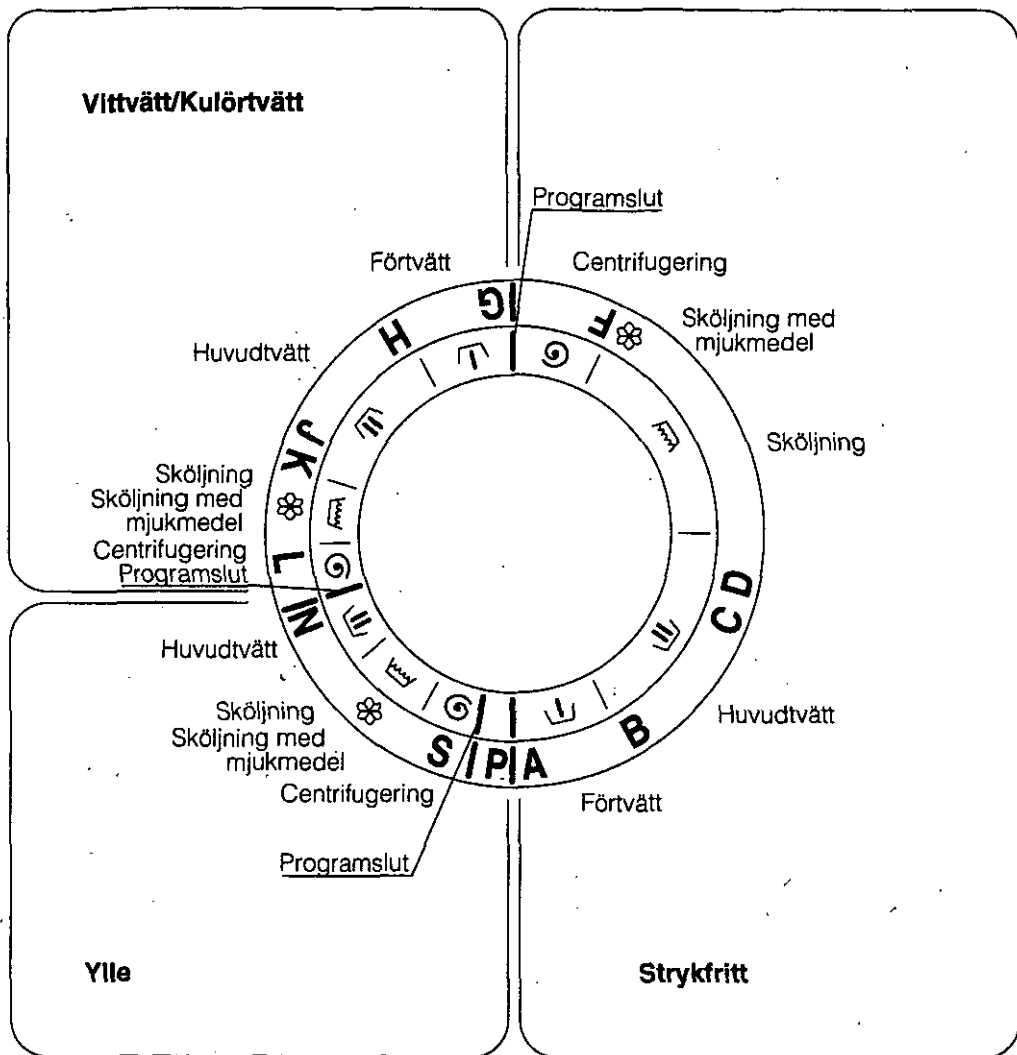 Vittvätt/Kulörtvätt
Programslut
Förtvätt
Centrifugering
Sköljning med
mjukmedel
Huvudtvätt
Sköljning
Sköljning
Sköljning med
mjukmedel
Centrifugering
Programslut
Huvudtvätt
Sköljning
Sköljning med
mjukmedel
Centrifugering
Programslut
Huvudtvätt
Förtvätt
G
F
H
J
K
L
N
S
P
A
B
C
D
Ylle
Strykfritt